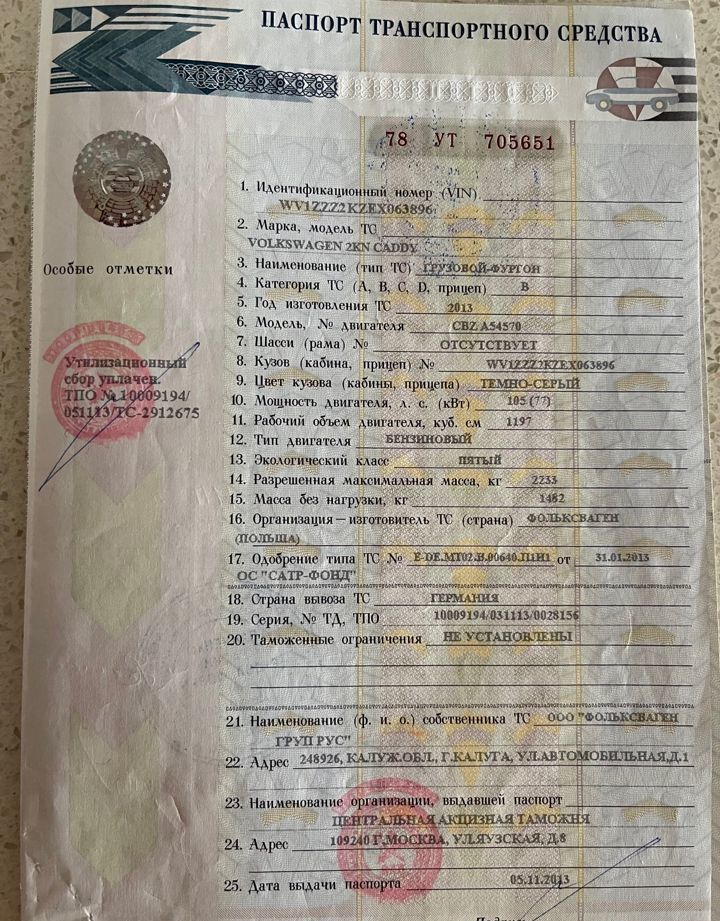 ПАСПОРТ ТРАНСПОРТНОГО СРЕДСТВА
78 УТ 705651
1. Идентификационный номер (VIN)
WV1ZZZ2KZEX063896
2. Марка, модель ТС
VOLKSWAGEN 2KN CADDY
Особые отметки
3. Наименование (тип ТС) ГРУЗОВОЙ-ФУРГОН
4. Категория ТС (A, B, C, D, прицеп) B
5. Год изготовления ТС 2013
6. Модель, № двигателя CBZ A54570
7. Шасси (рама) № ОТСУТСТВУЕТ
8. Кузов (кабина, прицеп) № WV1ZZZ2KZEX063896
Утилизационный
сбор уплачен.
ТПО № 10009194/
051113/ТС-2912675
9. Цвет кузова (кабины, прицепа) ТЕМНО-СЕРЫЙ
10. Мощность двигателя, л. с. (кВт) 105 (77)
11. Рабочий объем двигателя, куб. см 1197
12. Тип двигателя БЕНЗИНОВЫЙ
13. Экологический класс ПЯТЫЙ
14. Разрешенная максимальная масса, кг 2233
15. Масса без нагрузки, кг 1482
16. Организация—изготовитель ТС (страна) ФОЛЬКСВАГЕН
(ПОЛЬША)
17. Одобрение типа ТС № E-DE.MT02.B.00640.П1И1 от 31.01.2013
ОС "САТР-ФОНД"
18. Страна вывоза ТС ГЕРМАНИЯ
19. Серия, № ТД, ТПО 10009194/031113/0028156
20. Таможенные ограничения НЕ УСТАНОВЛЕНЫ
21. Наименование (ф. и. о.) собственника ТС ООО "ФОЛЬКСВАГЕН
ГРУП РУС"
22. Адрес 248926, КАЛУЖ.ОБЛ., Г.КАЛУГА, УЛ.АВТОМОБИЛЬНАЯ,Д.1
23. Наименование организации, выдавшей паспорт
ЦЕНТРАЛЬНАЯ АКЦИЗНАЯ ТАМОЖНЯ
24. Адрес 109240 Г.МОСКВА, УЛ.ЯУЗСКАЯ, Д.8
25. Дата выдачи паспорта 05.11.2013